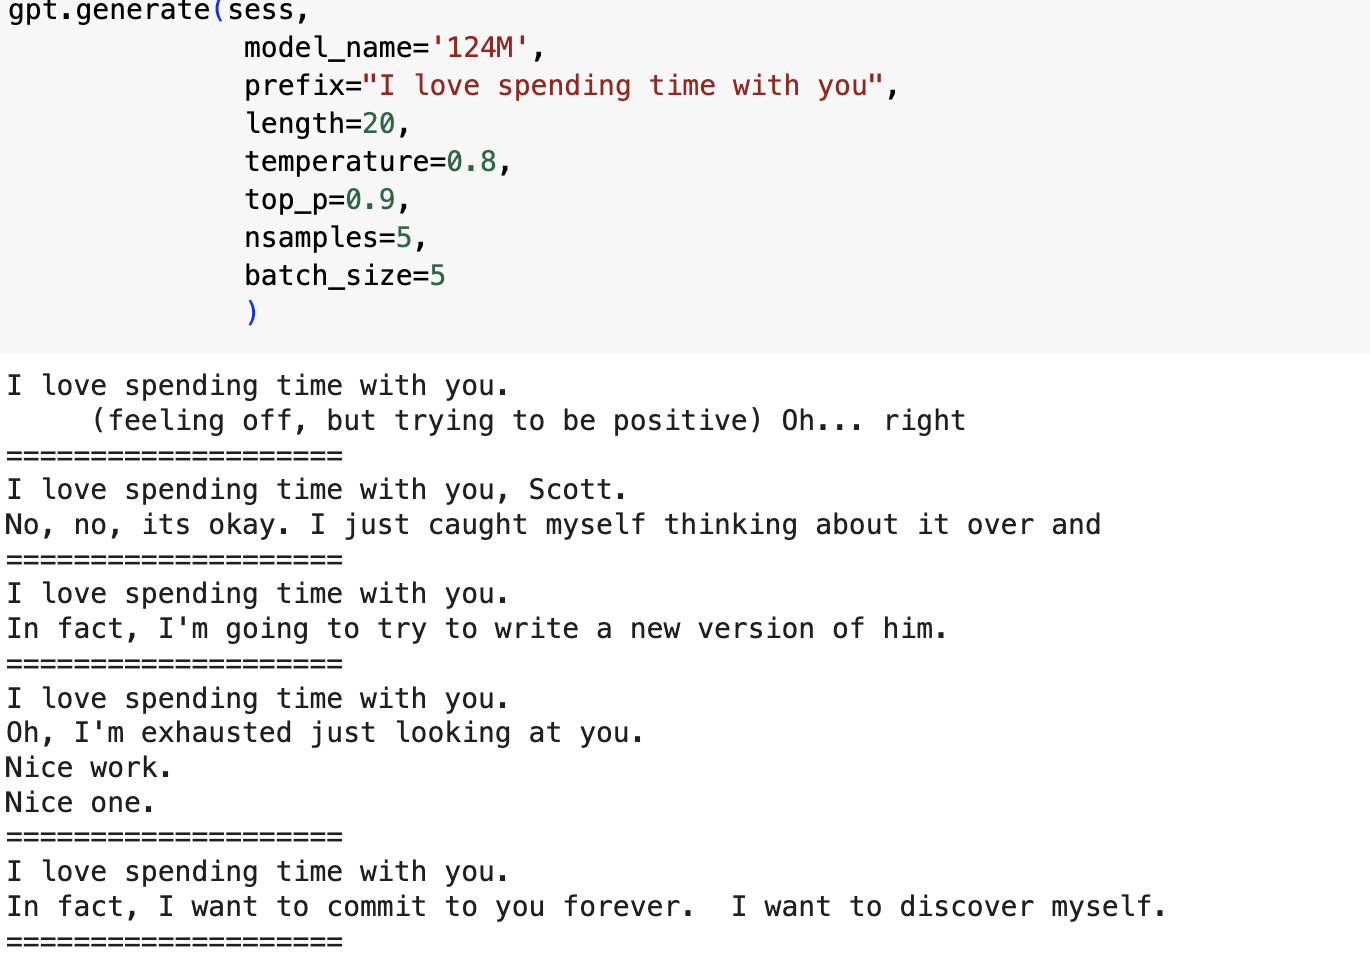 gpt.generate(sess,
model_name='124M',
prefix="I love spending time with you",
length=20,
temperature=0.8,
top_p=0.9,
nsamples=5,
batch_size=5
)
I love spending time with you.
(feeling off, but trying to be positive) Oh... right
====================
I love spending time with you, Scott.
No, no, its okay. I just caught myself thinking about it over and
====================
I love spending time with you.
In fact, I'm going to try to write a new version of him.
====================
I love spending time with you.
Oh, I'm exhausted just looking at you.
Nice work.
Nice one.
====================
I love spending time with you.
In fact, I want to commit to you forever.  I want to discover myself.
====================